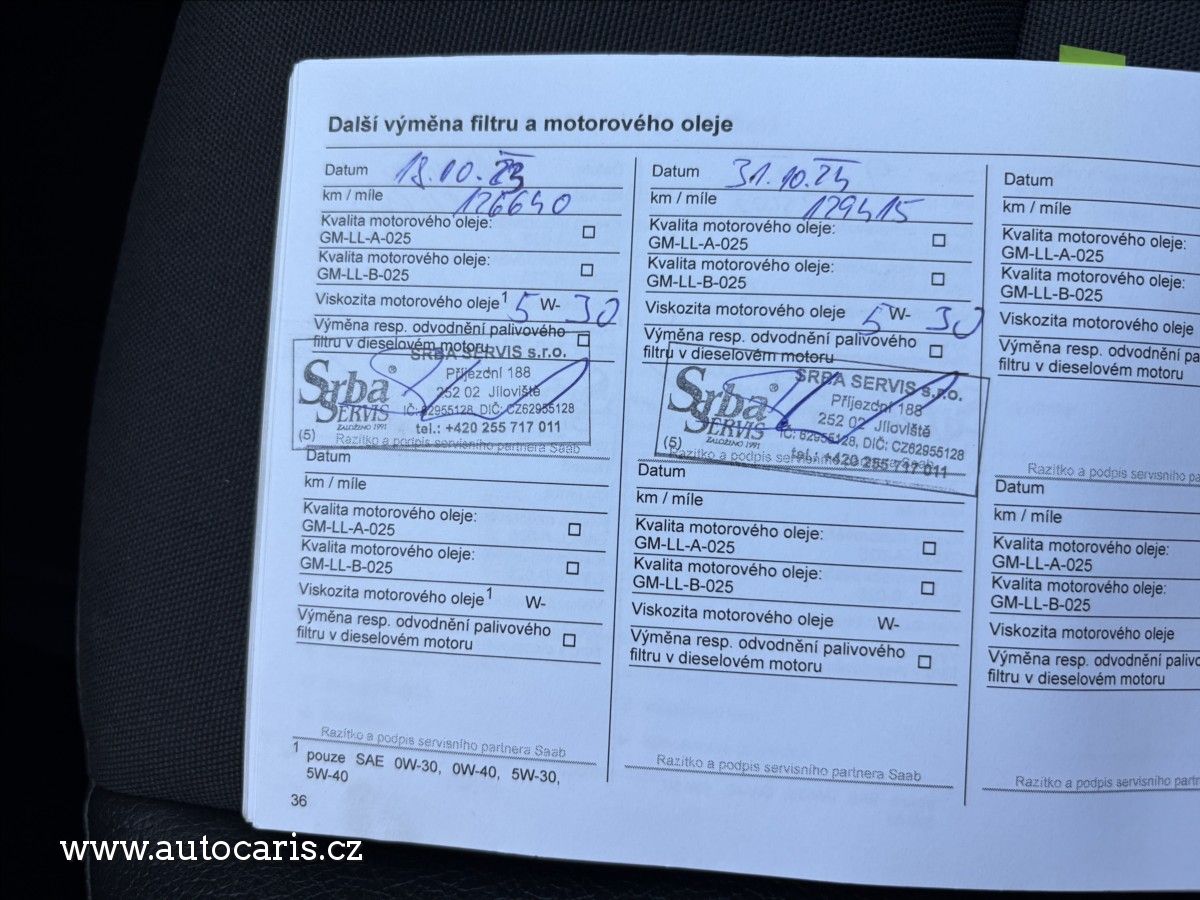 Další výměna filtru a motorového oleje
Datum 18.10.23
km / míle 126640
Kvalita motorového oleje:
GM-LL-A-025
Kvalita motorového oleje:
GM-LL-B-025
Viskozita motorového oleje1 5 W- 30
Výměna resp. odvodnění palivového
filtru v dieselovém motoru
Srba SERVIS ®
ZALOŽENO 1991
SRBA SERVIS s.r.o.
Příjezdní 188
252 02 Jíloviště
IČ: 62955128, DIČ: CZ62955128
tel.: +420 255 717 011
(5)
Razítko a podpis servisního partnera Saab
Datum
km / míle
Kvalita motorového oleje:
GM-LL-A-025
Kvalita motorového oleje:
GM-LL-B-025
Viskozita motorového oleje1 W-
Výměna resp. odvodnění palivového
filtru v dieselovém motoru
Razítko a podpis servisního partnera Saab
1 pouze SAE 0W-30, 0W-40, 5W-30,
5W-40
36
Datum 31.10.24
km / míle 129415
Kvalita motorového oleje:
GM-LL-A-025
Kvalita motorového oleje:
GM-LL-B-025
Viskozita motorového oleje 5 W- 30
Výměna resp. odvodnění palivového
filtru v dieselovém motoru
Srba SERVIS ®
ZALOŽENO 1991
SRBA SERVIS s.r.o.
Příjezdní 188
252 02 Jíloviště
IČ: 62955128, DIČ: CZ62955128
tel.: +420 255 717 011
(5)
Razítko a podpis servisního partnera Saab
Datum
km / míle
Kvalita motorového oleje:
GM-LL-A-025
Kvalita motorového oleje:
GM-LL-B-025
Viskozita motorového oleje W-
Výměna resp. odvodnění palivového
filtru v dieselovém motoru
Razítko a podpis servisního partnera Saab
Datum
km / míle
Kvalita motorového oleje:
GM-LL-A-025
Kvalita motorového oleje:
GM-LL-B-025
Viskozita motorového oleje
Výměna resp. odvodnění
filtru v dieselovém motoru
Razítko a podpis servisního
Datum
km / míle
Kvalita motorového oleje:
GM-LL-A-025
Kvalita motorového oleje:
GM-LL-B-025
Viskozita motorového oleje
Výměna resp. odvodnění
filtru v dieselovém motoru
Razítko a podpis servisního
www.autocaris.cz